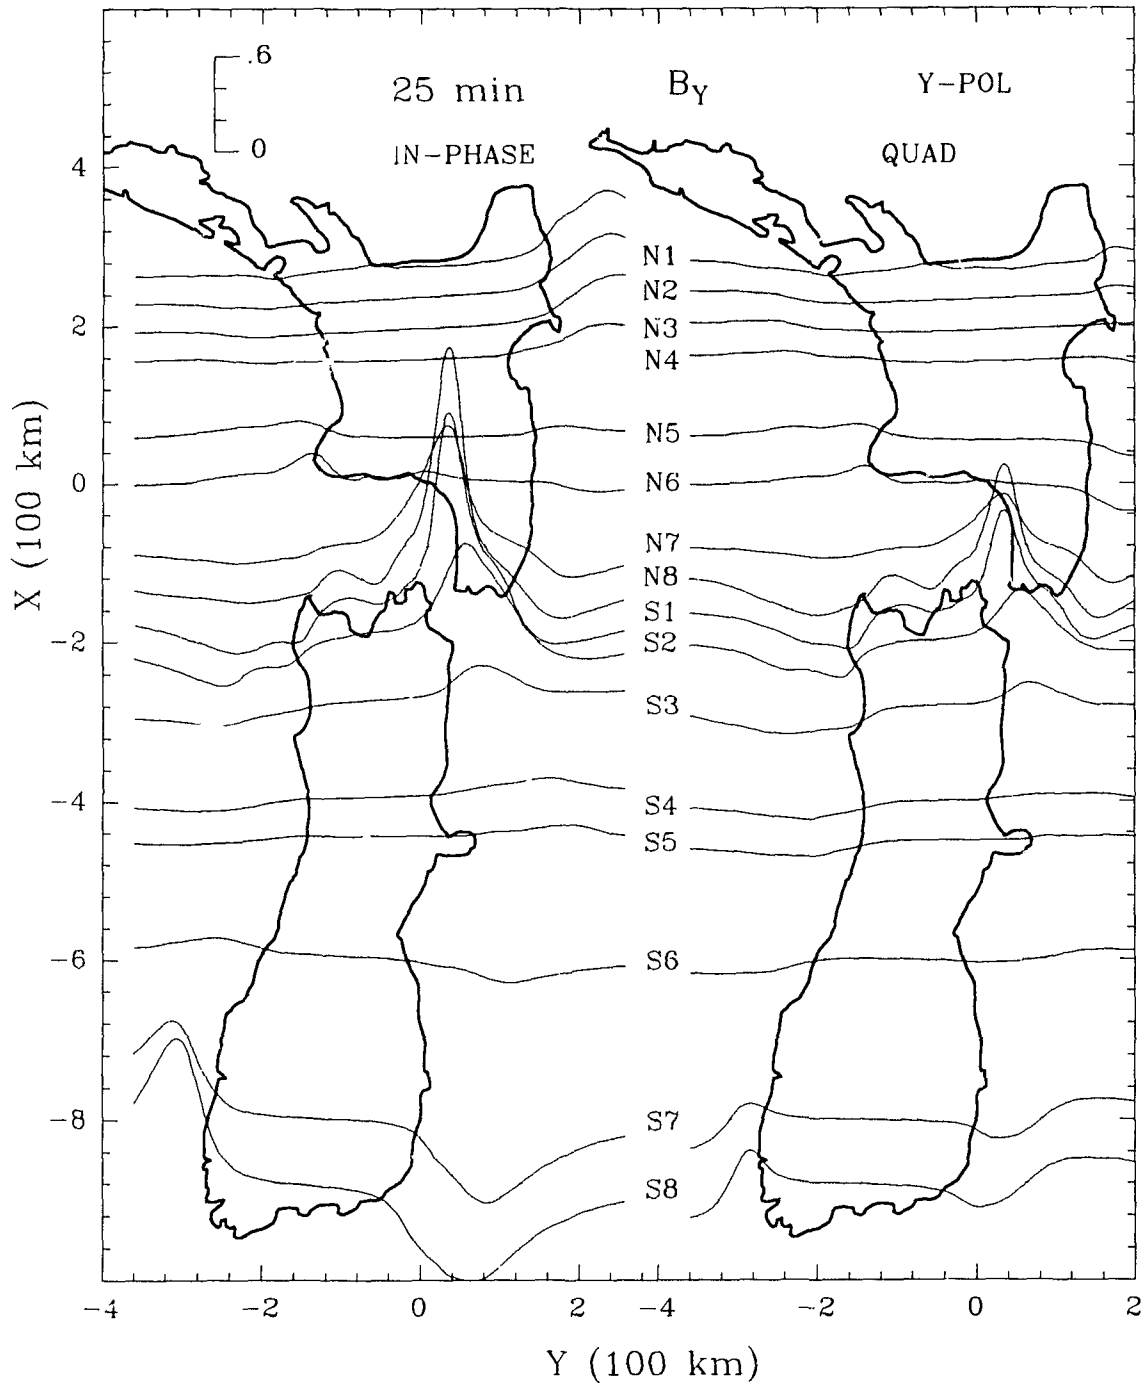 .6
0
25 min
B_Y
Y-POL
IN-PHASE
QUAD
4
2
0
-2
-4
-6
-8
X (100 km)
N1
N2
N3
N4
N5
N6
N7
N8
S1
S2
S3
S4
S5
S6
S7
S8
-4 -2 0 2 -4 -2 0 2
Y (100 km)